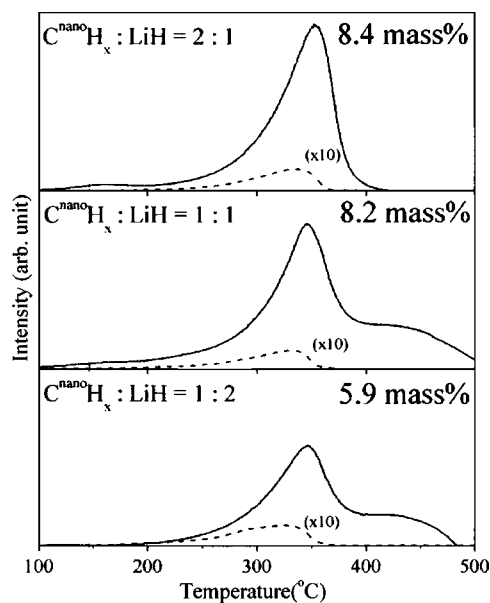 C^nano H_x : LiH = 2 : 1
8.4 mass%
(x10)
C^nano H_x : LiH = 1 : 1
8.2 mass%
(x10)
C^nano H_x : LiH = 1 : 2
5.9 mass%
(x10)
Intensity (arb. unit)
100 200 300 400 500
Temperature(°C)